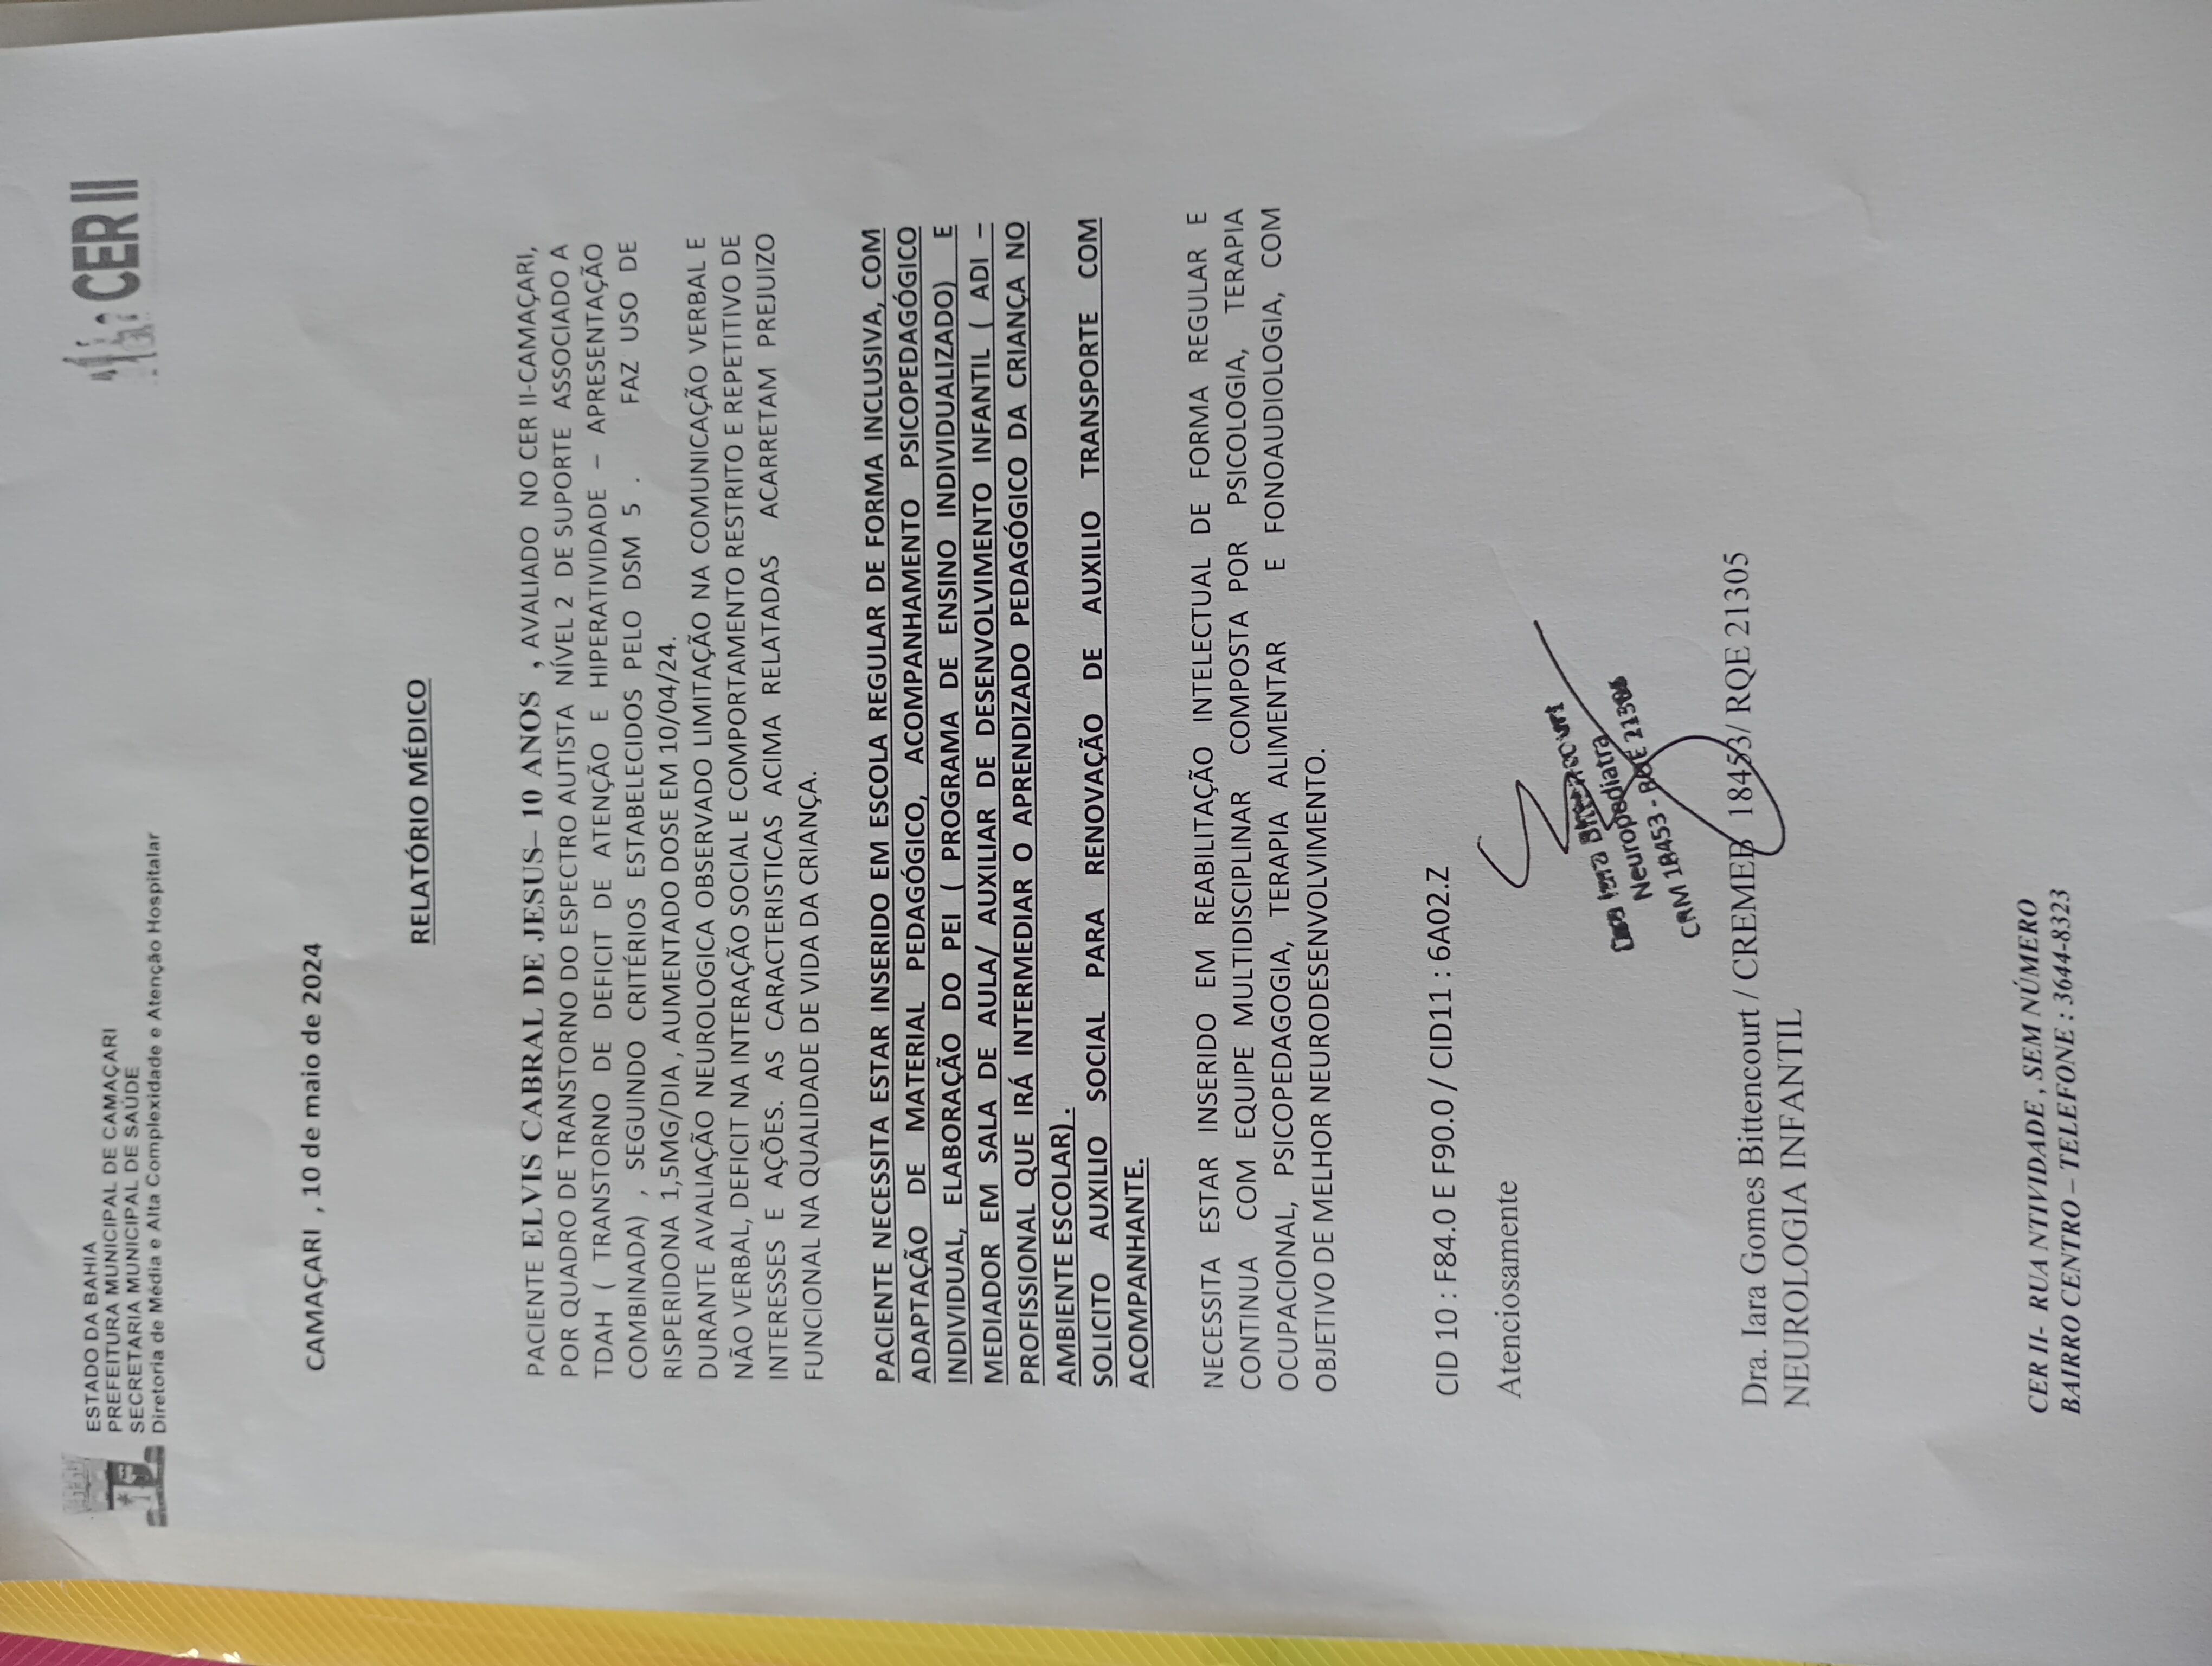 ESTADO DA BAHIA
PREFEITURA MUNICIPAL DE CAMAÇARI
SECRETARIA MUNICIPAL DE SAÚDE
Diretoria de Média e Alta Complexidade e Atenção Hospitalar
CER II
CAMAÇARI , 10 de maio de 2024
RELATÓRIO MÉDICO
PACIENTE ELVIS CABRAL DE JESUS– 10 ANOS , AVALIADO NO CER II-CAMAÇARI,
POR QUADRO DE TRANSTORNO DO ESPECTRO AUTISTA NÍVEL 2 DE SUPORTE ASSOCIADO A
TDAH ( TRANSTORNO DE DEFICIT DE ATENÇÃO E HIPERATIVIDADE – APRESENTAÇÃO
COMBINADA) , SEGUINDO CRITÉRIOS ESTABELECIDOS PELO DSM 5 . FAZ USO DE
RISPERIDONA 1,5MG/DIA , AUMENTADO DOSE EM 10/04/24.
DURANTE AVALIAÇÃO NEUROLOGICA OBSERVADO LIMITAÇÃO NA COMUNICAÇÃO VERBAL E
NÃO VERBAL, DEFICIT NA INTERAÇÃO SOCIAL E COMPORTAMENTO RESTRITO E REPETITIVO DE
INTERESSES E AÇÕES. AS CARACTERISTICAS ACIMA RELATADAS ACARRETAM PREJUIZO
FUNCIONAL NA QUALIDADE DE VIDA DA CRIANÇA.
PACIENTE NECESSITA ESTAR INSERIDO EM ESCOLA REGULAR DE FORMA INCLUSIVA, COM
ADAPTAÇÃO DE MATERIAL PEDAGÓGICO, ACOMPANHAMENTO PSICOPEDAGÓGICO
INDIVIDUAL, ELABORAÇÃO DO PEI ( PROGRAMA DE ENSINO INDIVIDUALIZADO) E
MEDIADOR EM SALA DE AULA/ AUXILIAR DE DESENVOLVIMENTO INFANTIL ( ADI –
PROFISSIONAL QUE IRÁ INTERMEDIAR O APRENDIZADO PEDAGÓGICO DA CRIANÇA NO
AMBIENTE ESCOLAR) .
SOLICITO AUXILIO SOCIAL PARA RENOVAÇÃO DE AUXILIO TRANSPORTE COM
ACOMPANHANTE.
NECESSITA ESTAR INSERIDO EM REABILITAÇÃO INTELECTUAL DE FORMA REGULAR E
CONTINUA COM EQUIPE MULTIDISCIPLINAR COMPOSTA POR PSICOLOGIA, TERAPIA
OCUPACIONAL, PSICOPEDAGOGIA, TERAPIA ALIMENTAR E FONOAUDIOLOGIA, COM
OBJETIVO DE MELHOR NEURODESENVOLVIMENTO.
CID 10 : F84.0 E F90.0 / CID11 : 6A02.Z
Atenciosamente
Neuropediatra
CRM 18453 -
Dra. Iara Gomes Bittencourt / CREMEB 18453/ RQE 21305
NEUROLOGIA INFANTIL
CER II- RUA NTIVIDADE , SEM NÚMERO
BAIRRO CENTRO – TELEFONE : 3644-8323